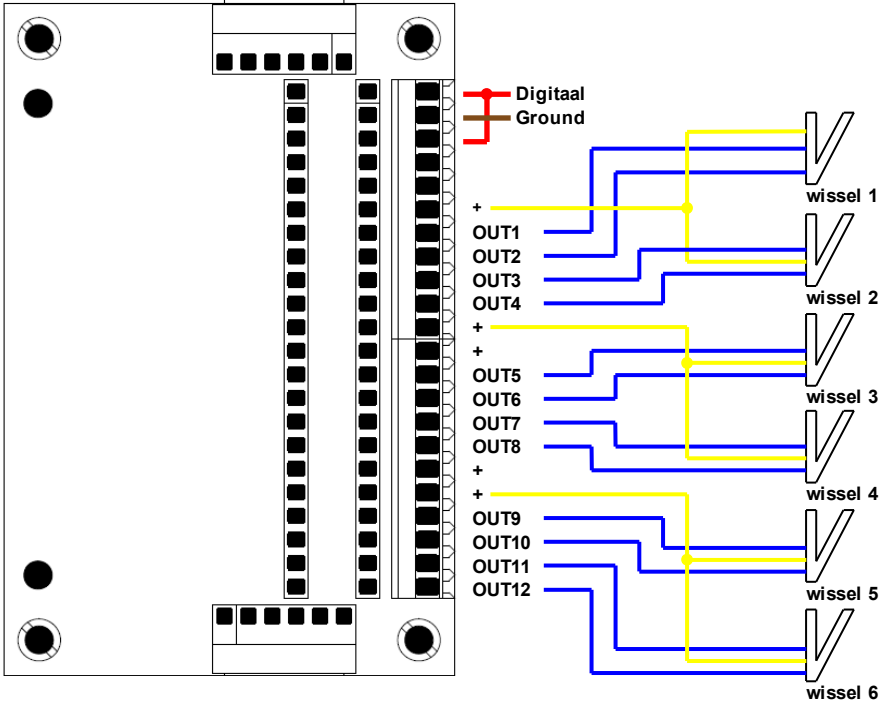 Digitaal
Ground
+
OUT1
OUT2
OUT3
OUT4
+
+
OUT5
OUT6
OUT7
OUT8
+
+
OUT9
OUT10
OUT11
OUT12
wissel 1
wissel 2
wissel 3
wissel 4
wissel 5
wissel 6